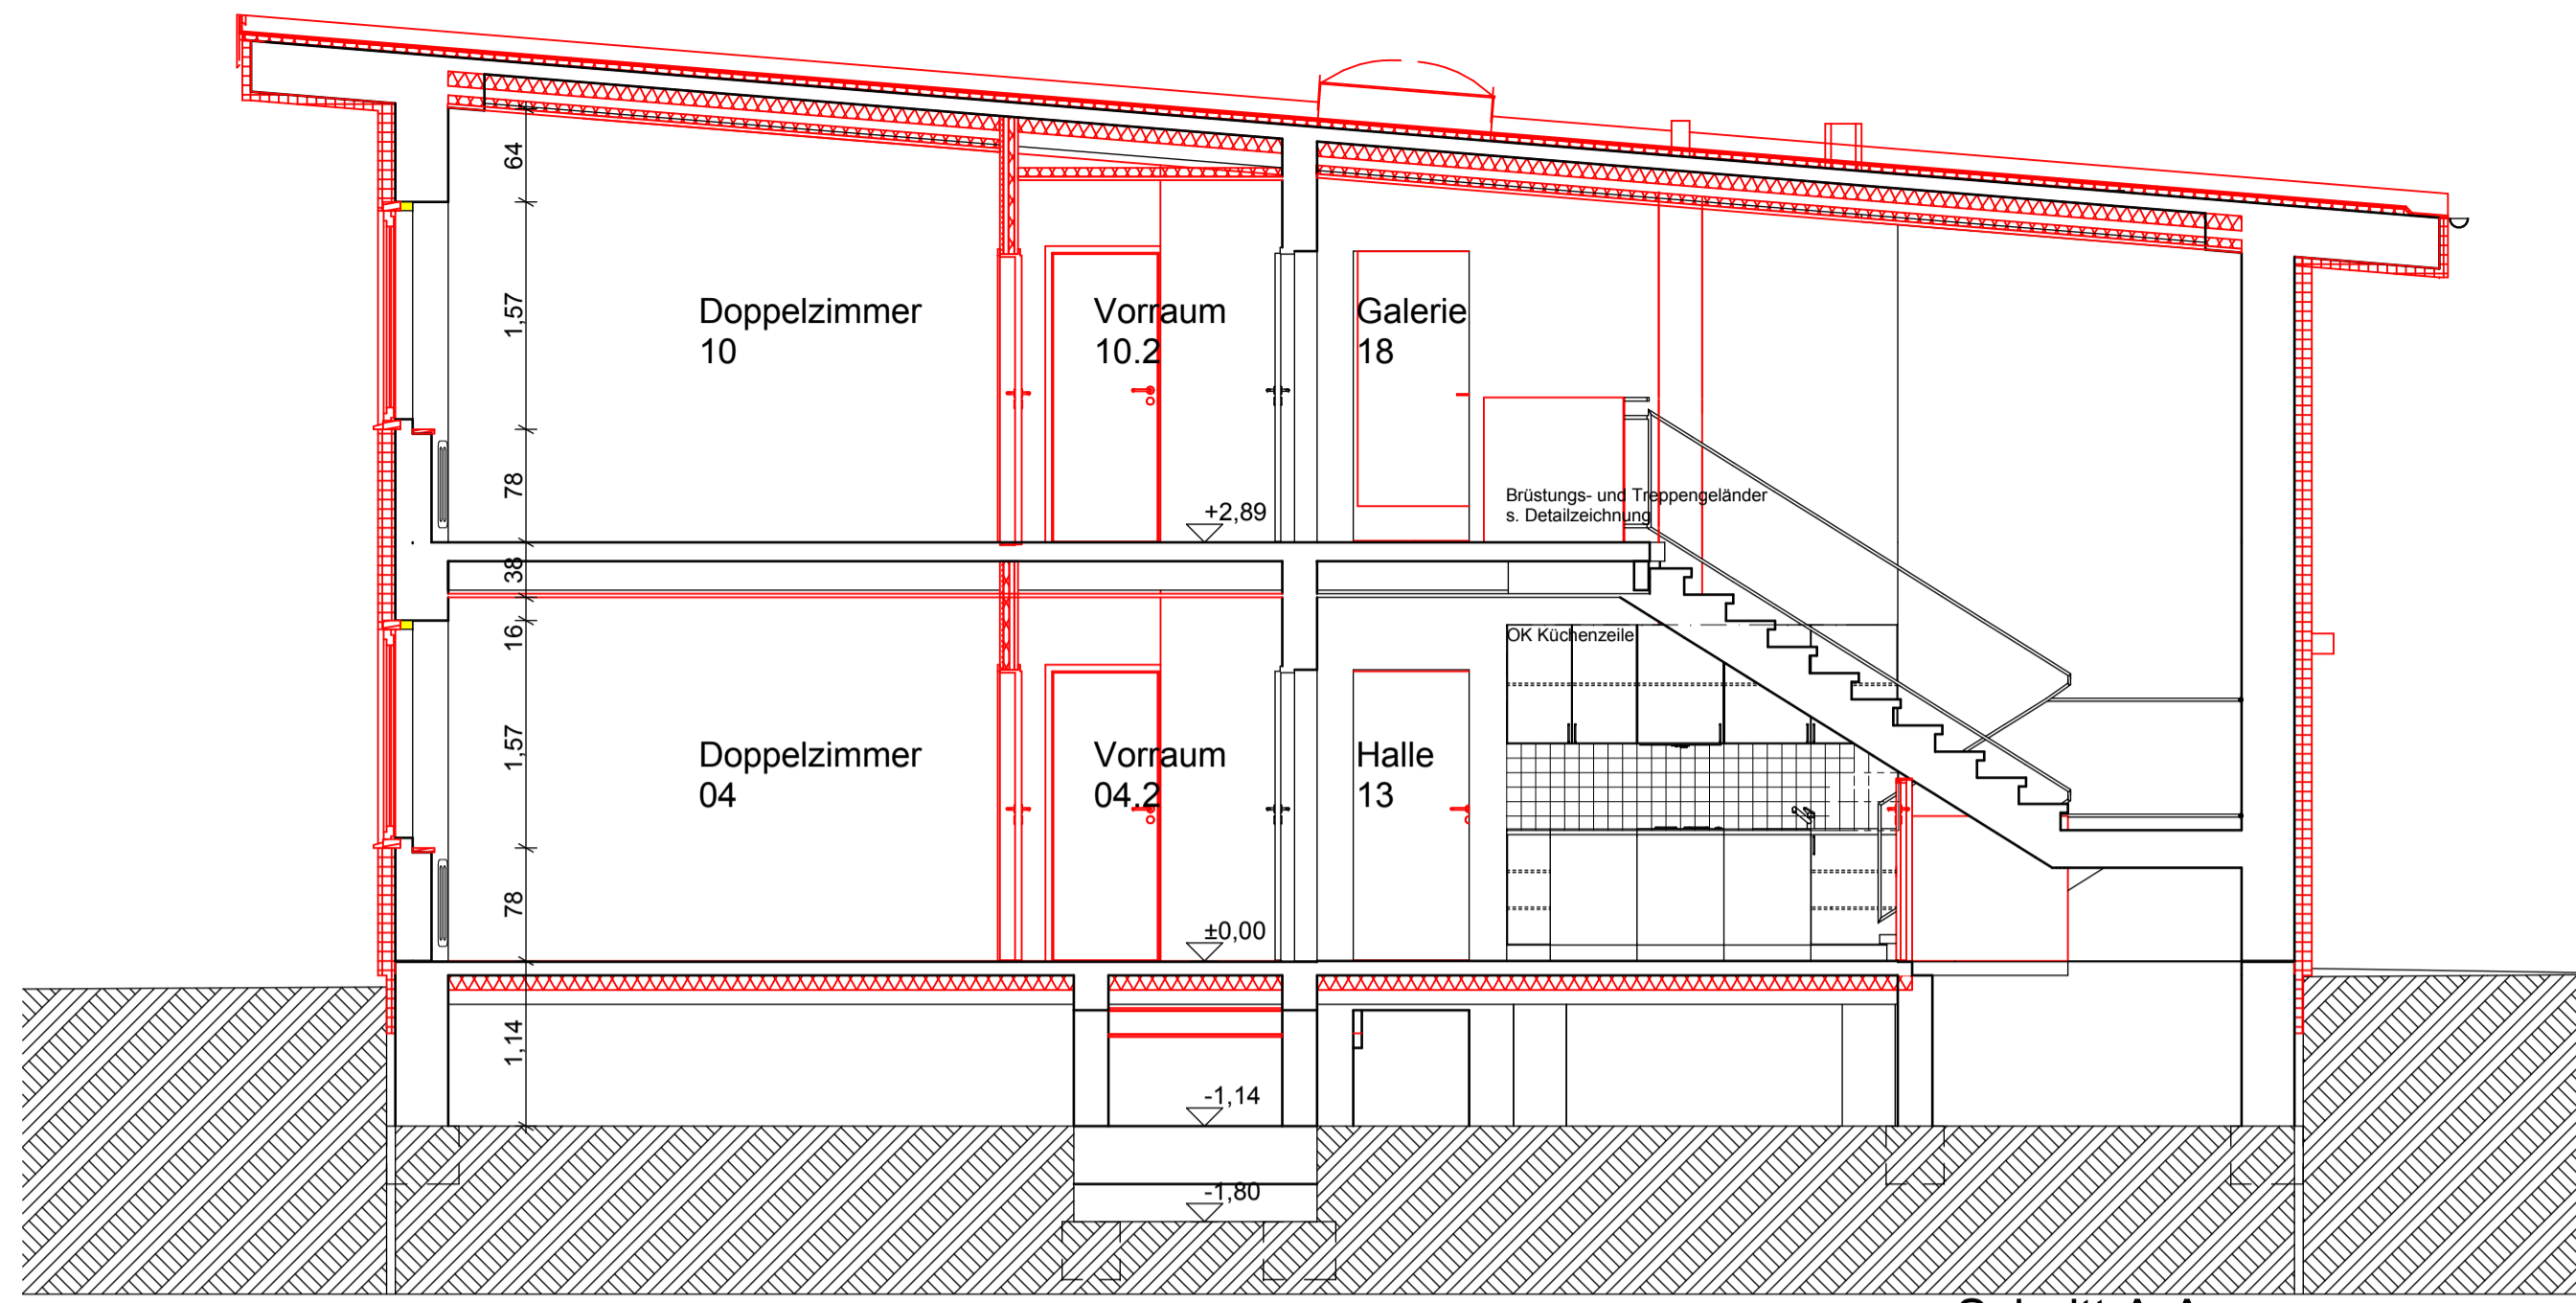 64
1,57
78
38
16
1,57
78
1,14
Doppelzimmer
10
Vorraum
10.2
Galerie
18
+2,89
Brüstungs- und Treppengeländer
s. Detailzeichnung
OK Küchenzeile
Doppelzimmer
04
Vorraum
04.2
Halle
13
±0,00
-1,14
-1,80